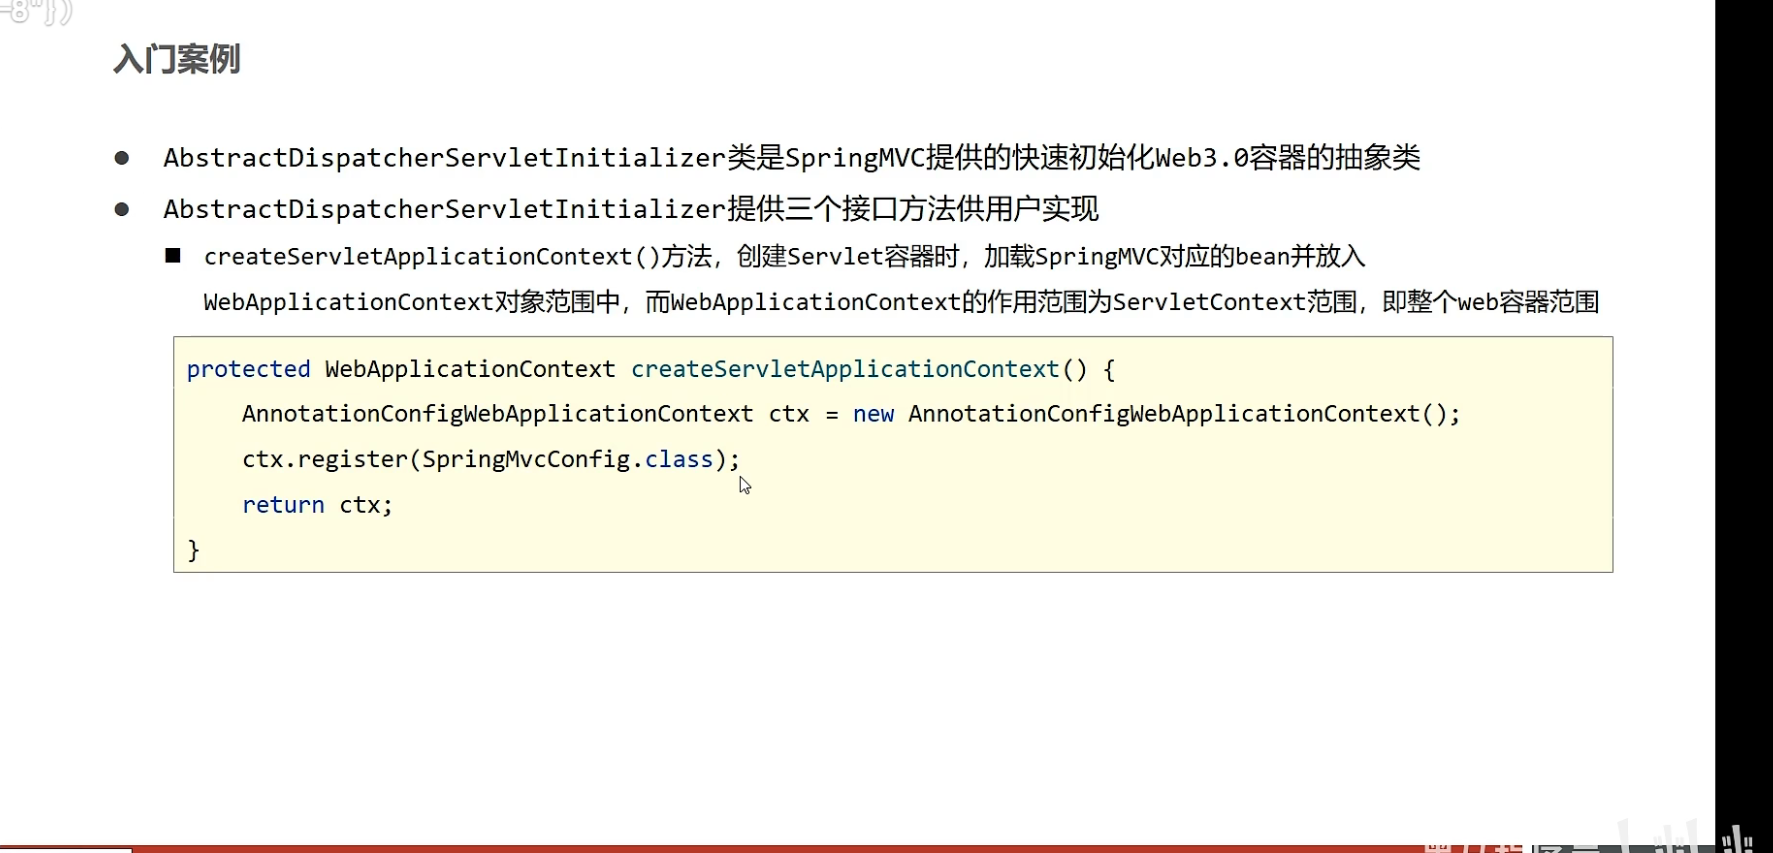 -8"})
入门案例
● AbstractDispatcherServletInitializer类是SpringMVC提供的快速初始化Web3.0容器的抽象类
● AbstractDispatcherServletInitializer提供三个接口方法供用户实现
■ createServletApplicationContext()方法，创建Servlet容器时，加载SpringMVC对应的bean并放入
WebApplicationContext对象范围中，而WebApplicationContext的作用范围为ServletContext范围，即整个web容器范围
protected WebApplicationContext createServletApplicationContext() {
    AnnotationConfigWebApplicationContext ctx = new AnnotationConfigWebApplicationContext();
    ctx.register(SpringMvcConfig.class);
    return ctx;
}